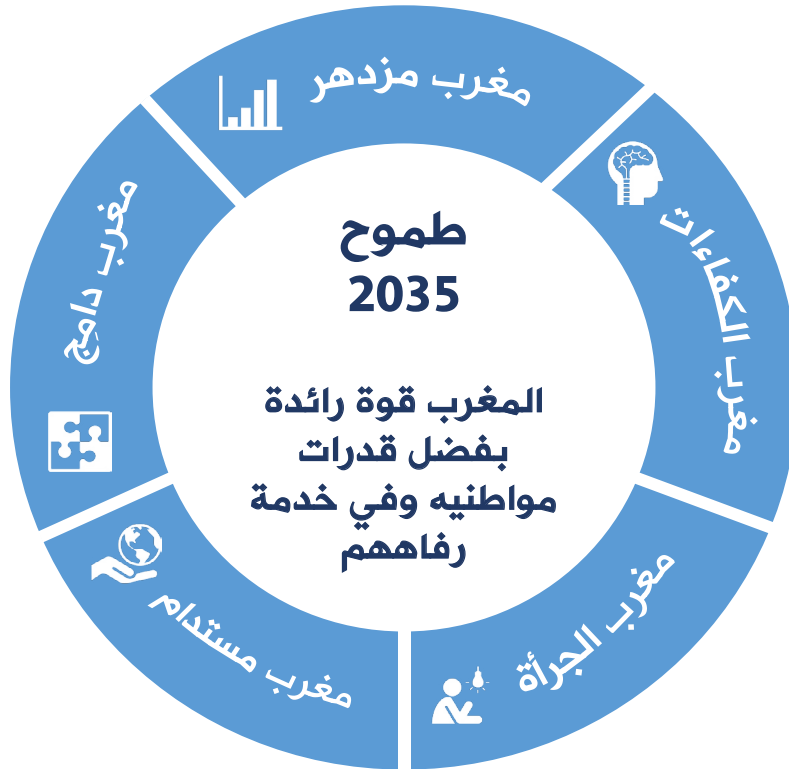 طموح
2035
المغرب قوة رائدة
بفضل قدرات
مواطنيه وفي خدمة
رفاههم
مغرب مزدهر
مغرب الكفاءات
مغرب الجرأة
مغرب مستدام
مغرب دامج